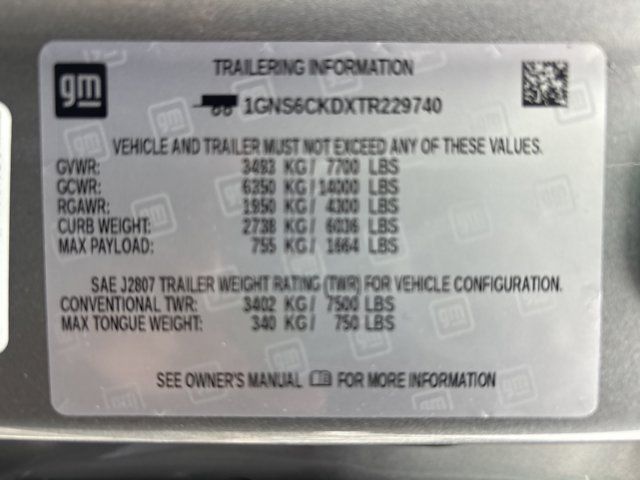 gm
TRAILERING INFORMATION
1GNS6CKDXTR229740
VEHICLE AND TRAILER MUST NOT EXCEED ANY OF THESE VALUES.
GVWR: 3493 KG/ 7700 LBS
GCWR: 6350 KG/ 14000 LBS
RGAWR: 1950 KG/ 4300 LBS
CURB WEIGHT: 2738 KG/ 6036 LBS
MAX PAYLOAD: 755 KG/ 1664 LBS
SAE J2807 TRAILER WEIGHT RATING (TWR) FOR VEHICLE CONFIGURATION.
CONVENTIONAL TWR: 3402 KG/ 7500 LBS
MAX TONGUE WEIGHT: 340 KG/ 750 LBS
SEE OWNER'S MANUAL FOR MORE INFORMATION